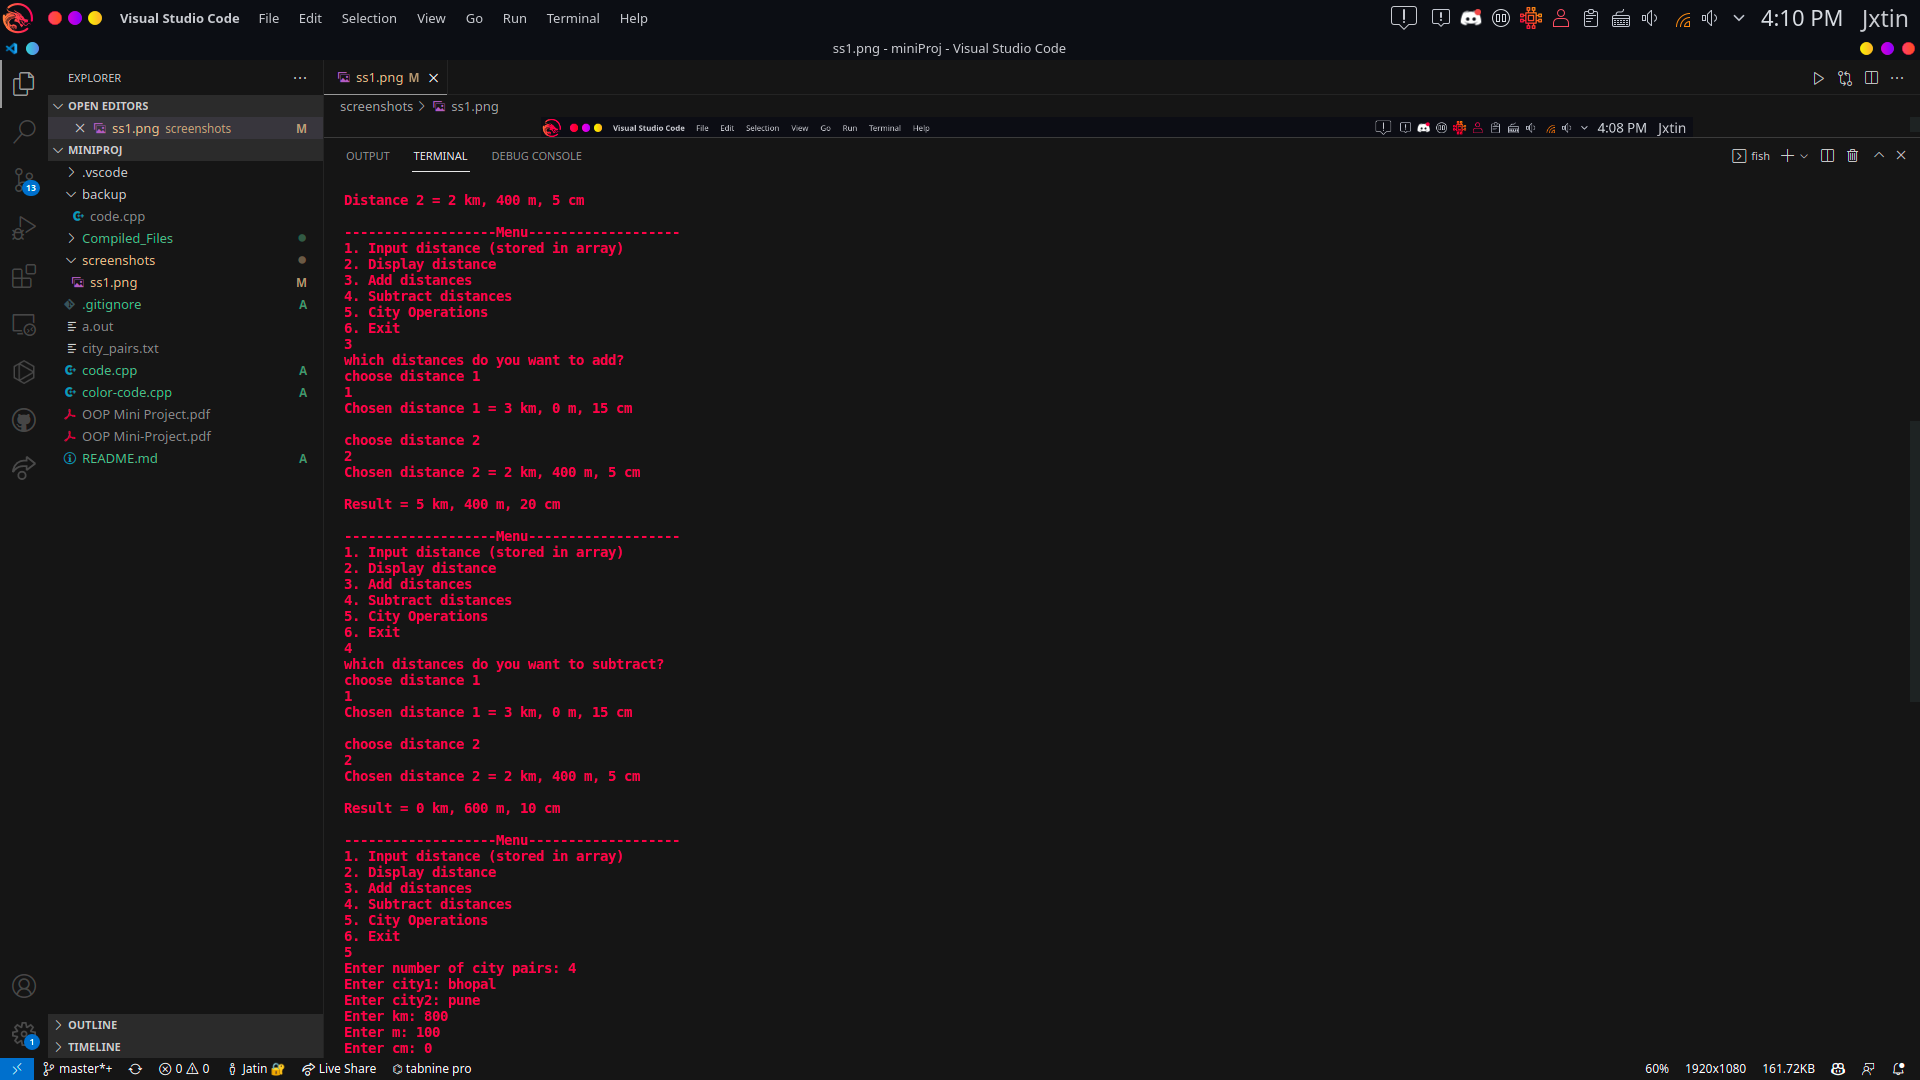 Visual Studio Code File Edit Selection View Go Run Terminal Help 4:10 PM Jxtin
ss1.png - miniProj - Visual Studio Code
EXPLORER
ss1.png M
OPEN EDITORS
screenshots ss1.png
ss1.png screenshots M
Visual Studio Code File Edit Selection View Go Run Terminal Help 4:08 PM Jxtin
MINIPROJ
.vscode
backup
code.cpp
Compiled_Files
screenshots
ss1.png M
.gitignore A
a.out
city_pairs.txt
code.cpp A
color-code.cpp A
OOP Mini Project.pdf
OOP Mini-Project.pdf
README.md A
13
OUTPUT TERMINAL DEBUG CONSOLE fish
Distance 2 = 2 km, 400 m, 5 cm
-------------------Menu-------------------
1. Input distance (stored in array)
2. Display distance
3. Add distances
4. Subtract distances
5. City Operations
6. Exit
3
which distances do you want to add?
choose distance 1
1
Chosen distance 1 = 3 km, 0 m, 15 cm
choose distance 2
2
Chosen distance 2 = 2 km, 400 m, 5 cm
Result = 5 km, 400 m, 20 cm
-------------------Menu-------------------
1. Input distance (stored in array)
2. Display distance
3. Add distances
4. Subtract distances
5. City Operations
6. Exit
4
which distances do you want to subtract?
choose distance 1
1
Chosen distance 1 = 3 km, 0 m, 15 cm
choose distance 2
2
Chosen distance 2 = 2 km, 400 m, 5 cm
Result = 0 km, 600 m, 10 cm
-------------------Menu-------------------
1. Input distance (stored in array)
2. Display distance
3. Add distances
4. Subtract distances
5. City Operations
6. Exit
5
Enter number of city pairs: 4
Enter city1: bhopal
Enter city2: pune
Enter km: 800
Enter m: 100
Enter cm: 0
OUTLINE
TIMELINE
1
master*+ 0 0 Jatin Live Share tabnine pro 60% 1920x1080 161.72KB